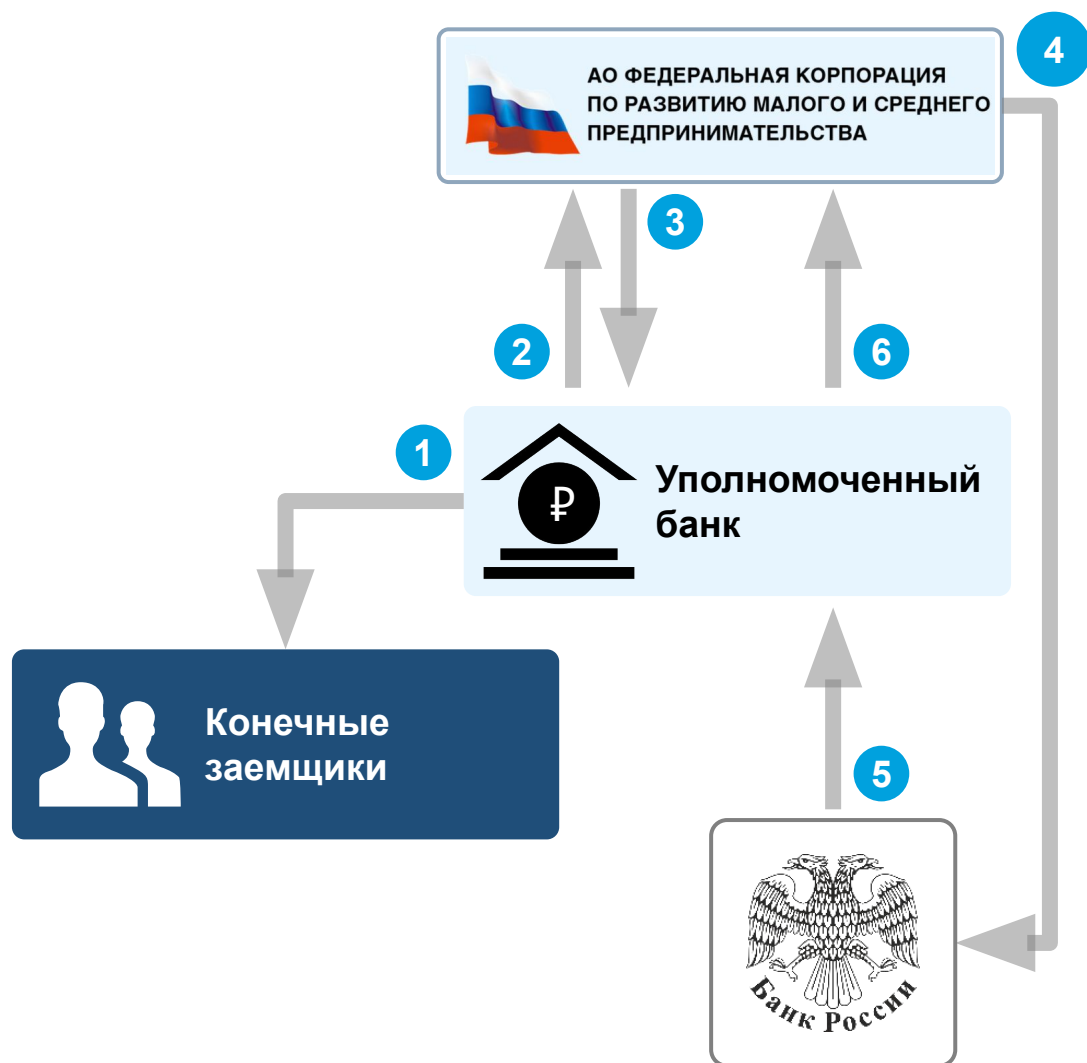 4
АО ФЕДЕРАЛЬНАЯ КОРПОРАЦИЯ
ПО РАЗВИТИЮ МАЛОГО И СРЕДНЕГО
ПРЕДПРИНИМАТЕЛЬСТВА
3
2
6
1
₽
Уполномоченный
банк
Конечные
заемщики
5
Банк России